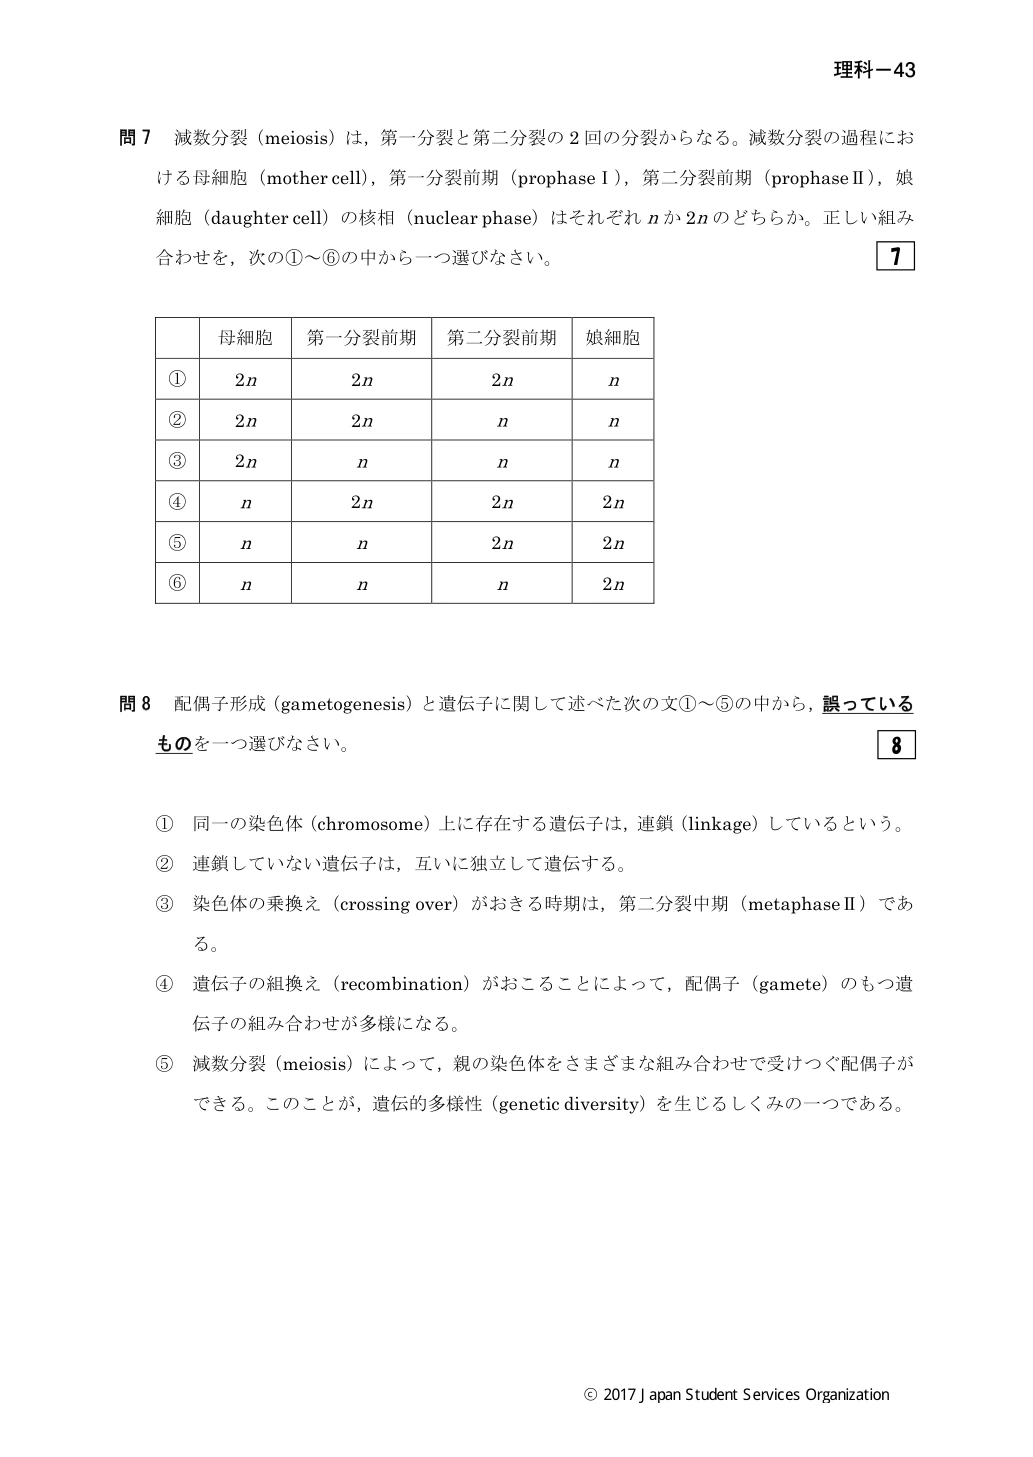 理科－43
問7　減数分裂（meiosis）は，第一分裂と第二分裂の2回の分裂からなる。減数分裂の過程にお
ける母細胞（mother cell），第一分裂前期（prophaseⅠ），第二分裂前期（prophaseⅡ），娘
細胞（daughter cell）の核相（nuclear phase）はそれぞれ n か 2n のどちらか。正しい組み
合わせを，次の①～⑥の中から一つ選びなさい。 7
母細胞 第一分裂前期 第二分裂前期 娘細胞
① 2n 2n 2n n
② 2n 2n n n
③ 2n n n n
④ n 2n 2n 2n
⑤ n n 2n 2n
⑥ n n n 2n
問8　配偶子形成（gametogenesis）と遺伝子に関して述べた次の文①～⑤の中から，誤っている
ものを一つ選びなさい。 8
①　同一の染色体（chromosome）上に存在する遺伝子は，連鎖（linkage）しているという。
②　連鎖していない遺伝子は，互いに独立して遺伝する。
③　染色体の乗換え（crossing over）がおきる時期は，第二分裂中期（metaphaseⅡ）であ
る。
④　遺伝子の組換え（recombination）がおこることによって，配偶子（gamete）のもつ遺
伝子の組み合わせが多様になる。
⑤　減数分裂（meiosis）によって，親の染色体をさまざまな組み合わせで受けつぐ配偶子が
できる。このことが，遺伝的多様性（genetic diversity）を生じるしくみの一つである。
© 2017 Japan Student Services Organization